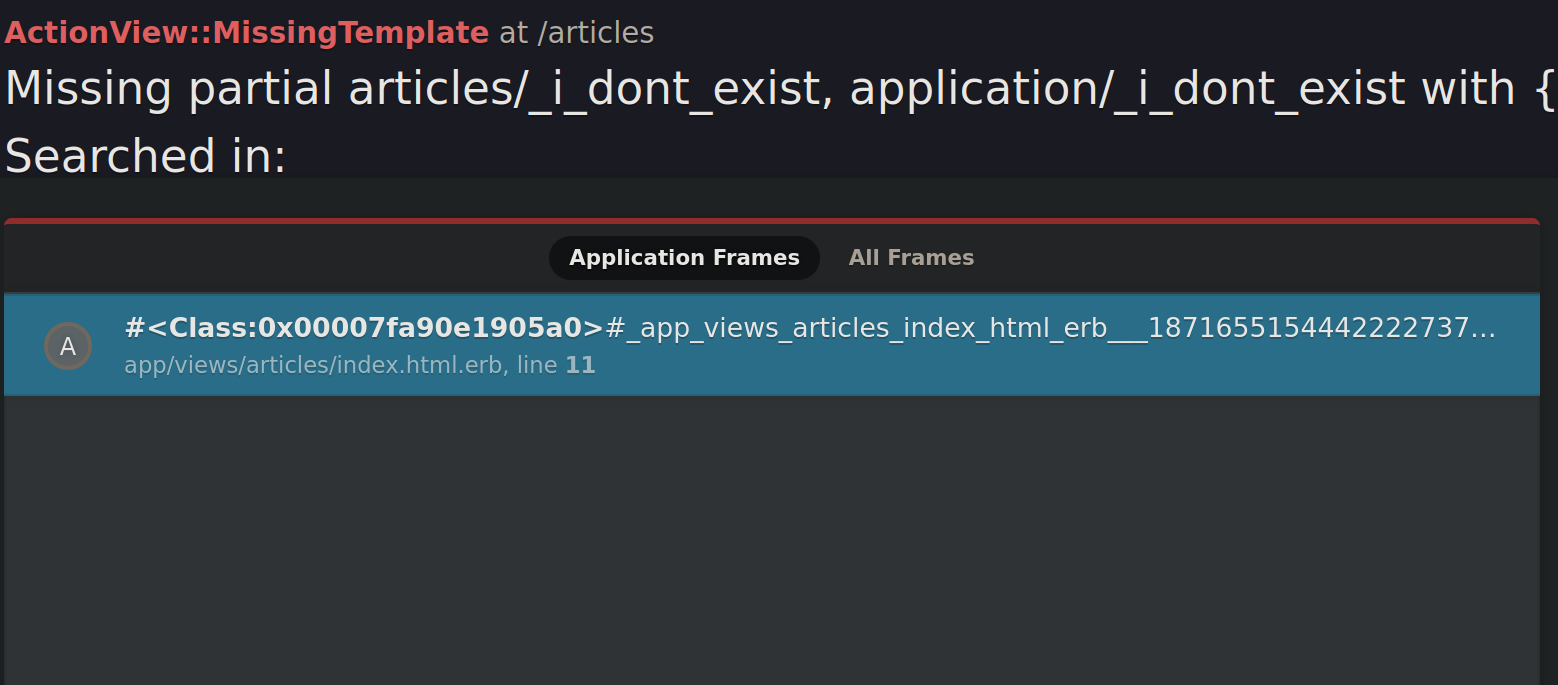 ActionView::MissingTemplate at /articles
Missing partial articles/_i_dont_exist, application/_i_dont_exist with {
Searched in:
Application Frames All Frames
#<Class:0x00007fa90e1905a0>#_app_views_articles_index_html_erb___1871655154442222737...
A
app/views/articles/index.html.erb, line 11